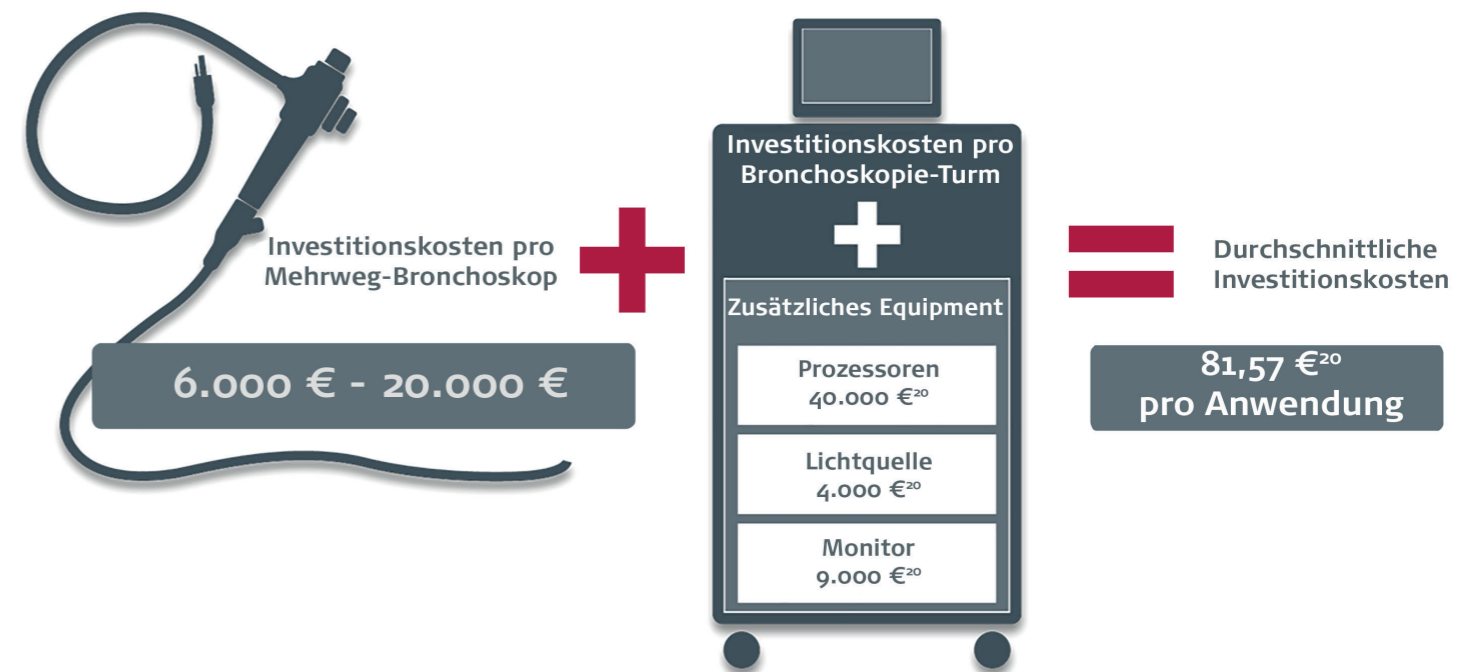 Investitionskosten pro
Mehrweg-Bronchoskop
6.000 € - 20.000 €
Investitionskosten pro
Bronchoskopie-Turm
Zusätzliches Equipment
Prozessoren
40.000 €²⁰
Lichtquelle
4.000 €²⁰
Monitor
9.000 €²⁰
Durchschnittliche
Investitionskosten
81,57 €²⁰
pro Anwendung